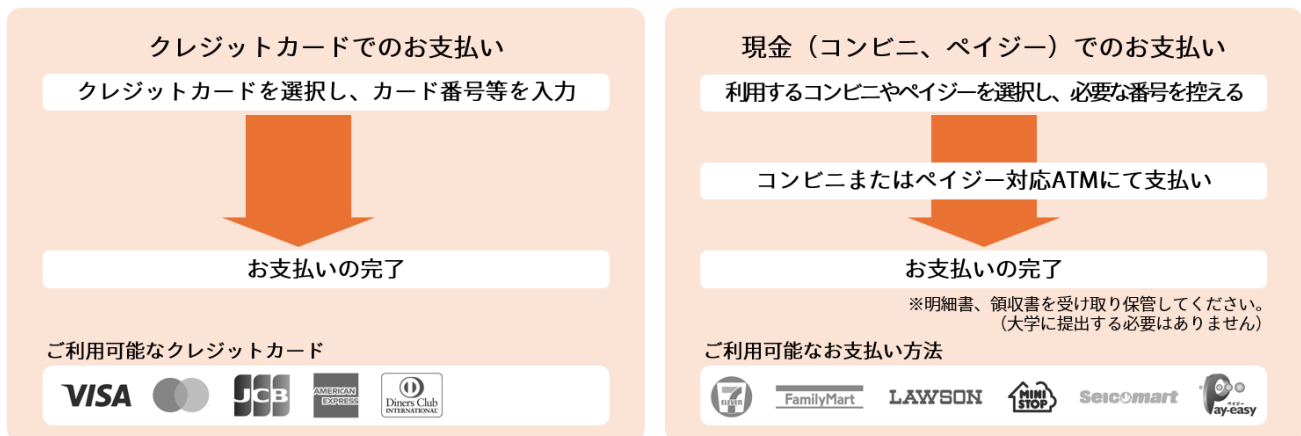 クレジットカードでのお支払い
クレジットカードを選択し、カード番号等を入力
お支払いの完了
ご利用可能なクレジットカード
VISA
JCB
AMERICAN
EXPRESS
Diners Club
INTERNATIONAL
現金（コンビニ、ペイジー）でのお支払い
利用するコンビニやペイジーを選択し、必要な番号を控える
コンビニまたはペイジー対応ATMにて支払い
お支払いの完了
※明細書、領収書を受け取り保管してください。
（大学に提出する必要はありません）
ご利用可能なお支払い方法
7
ELEVEN
FamilyMart
LAWSON
MINI
STOP
Seicomart
ペイジー
Pay-easy